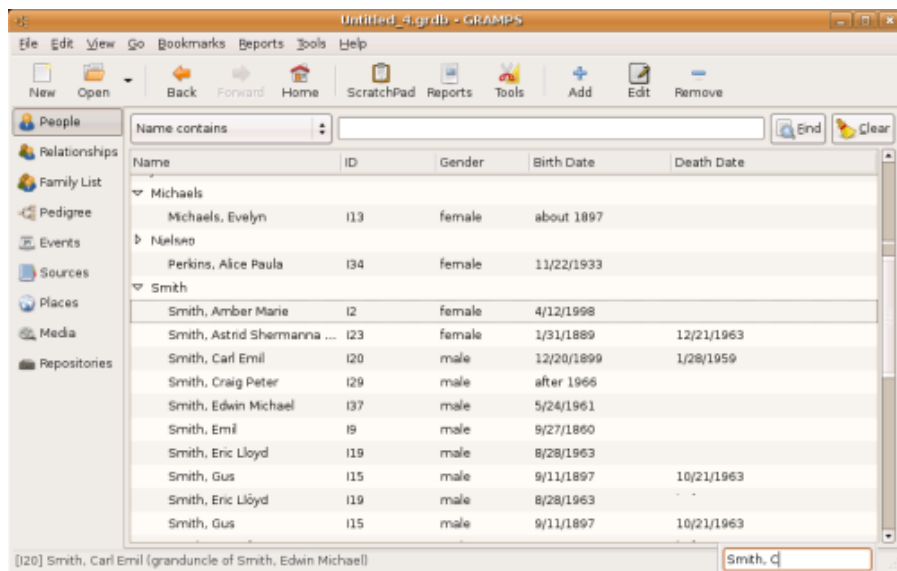 Untitled_4.grdb - GRAMPS
File Edit View Go Bookmarks Reports Tools Help
New Open Back Forward Home ScratchPad Reports Tools Add Edit Remove
People
Relationships
Family List
Pedigree
Events
Sources
Places
Media
Repositories
Name contains Find Clear
Name ID Gender Birth Date Death Date
Michaels
Michaels, Evelyn I13 female about 1897
Nielsen
Perkins, Alice Paula I34 female 11/22/1933
Smith
Smith, Amber Marie I2 female 4/12/1998
Smith, Astrid Shermanna ... I23 female 1/31/1889 12/21/1963
Smith, Carl Emil I20 male 12/20/1899 1/28/1959
Smith, Craig Peter I29 male after 1966
Smith, Edwin Michael I37 male 5/24/1961
Smith, Emil I9 male 9/27/1860
Smith, Eric Lloyd I19 male 8/28/1963
Smith, Gus I15 male 9/11/1897 10/21/1963
Smith, Eric Lloyd I19 male 8/28/1963
Smith, Gus I15 male 9/11/1897 10/21/1963
[I20] Smith, Carl Emil (granduncle of Smith, Edwin Michael) Smith, C